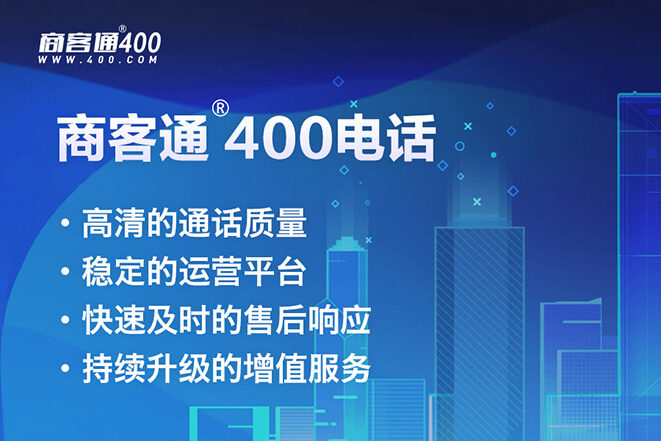 商客通®400
WWW.400.COM
商客通® 400电话
• 高清的通话质量
• 稳定的运营平台
• 快速及时的售后响应
• 持续升级的增值服务